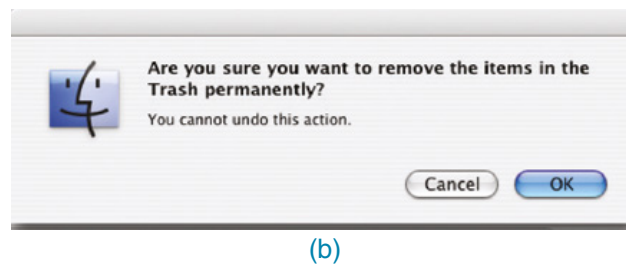 Are you sure you want to remove the items in the
Trash permanently?
You cannot undo this action.
Cancel OK
(b)